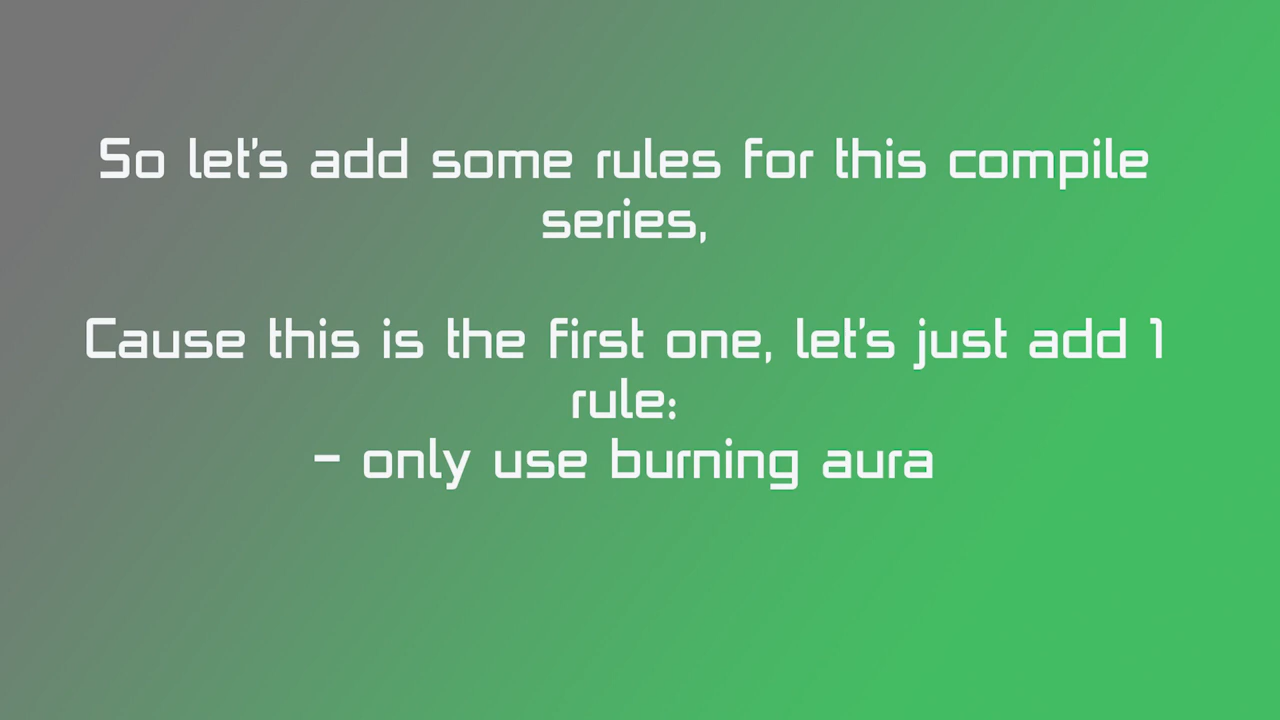 So let's add some rules for this compile
series,
Cause this is the first one, let's just add 1
rule:
- only use burning aura